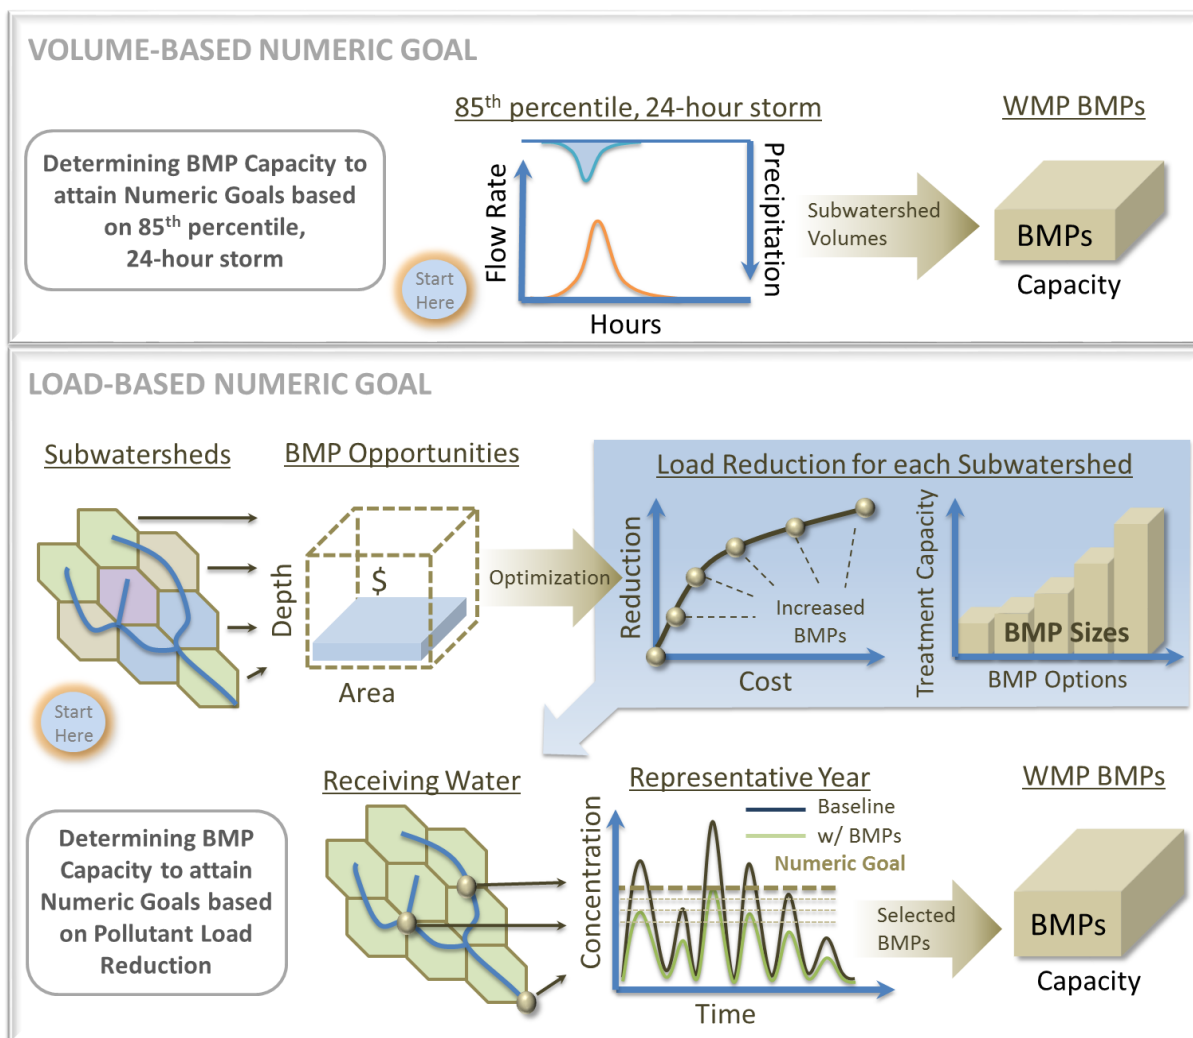 VOLUME-BASED NUMERIC GOAL
Determining BMP Capacity to
attain Numeric Goals based
on 85th percentile,
24-hour storm
Start
Here
85th percentile, 24-hour storm
Flow Rate
Precipitation
Hours
Subwatershed
Volumes
WMP BMPs
BMPs
Capacity
LOAD-BASED NUMERIC GOAL
Subwatersheds
Start
Here
BMP Opportunities
Depth
$
Area
Optimization
Load Reduction for each Subwatershed
Reduction
Increased
BMPs
Cost
Treatment Capacity
BMP Sizes
BMP Options
Determining BMP
Capacity to attain
Numeric Goals based
on Pollutant Load
Reduction
Receiving Water
Representative Year
Baseline
w/ BMPs
Numeric Goal
Concentration
Time
Selected
BMPs
WMP BMPs
BMPs
Capacity